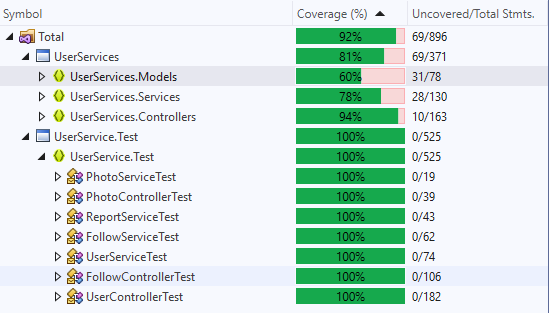 Symbol Coverage (%) Uncovered/Total Stmts.
Total 92% 69/896
UserServices 81% 69/371
UserServices.Models 60% 31/78
UserServices.Services 78% 28/130
UserServices.Controllers 94% 10/163
UserService.Test 100% 0/525
UserService.Test 100% 0/525
PhotoServiceTest 100% 0/19
PhotoControllerTest 100% 0/39
ReportServiceTest 100% 0/43
FollowServiceTest 100% 0/62
UserServiceTest 100% 0/74
FollowControllerTest 100% 0/106
UserControllerTest 100% 0/182